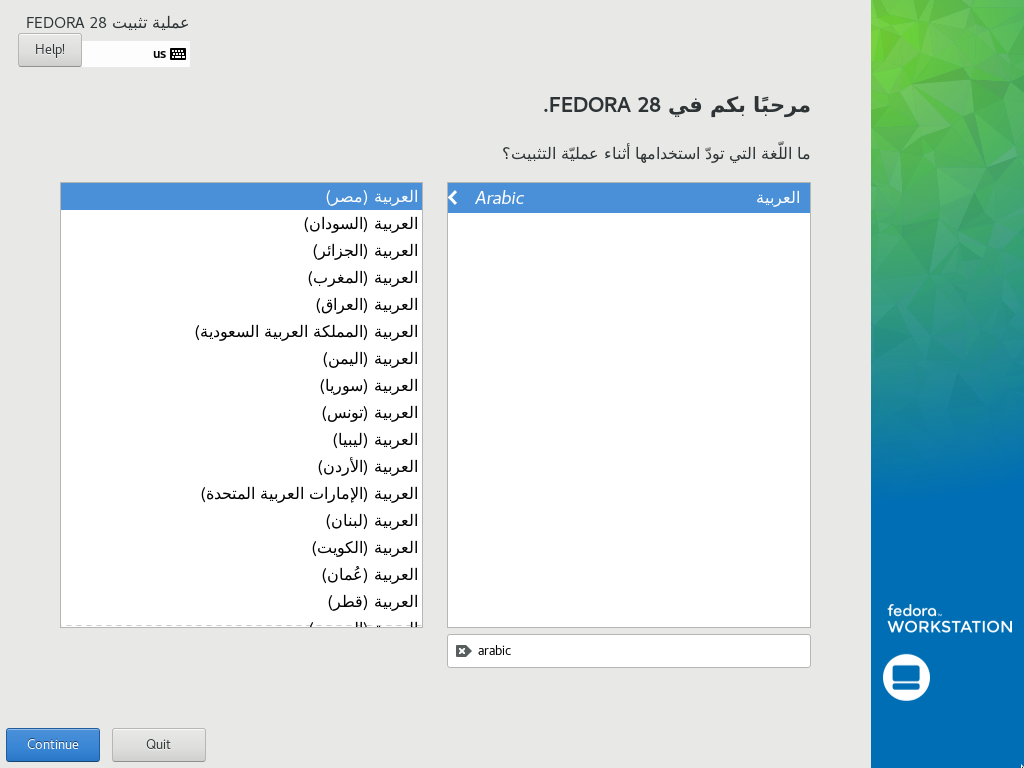 عملية تثبيت FEDORA 28
Help!
us
مرحبًا بكم في FEDORA 28.
ما اللّغة التي تودّ استخدامها أثناء عمليّة التثبيت؟
العربية Arabic
العربية (مصر)
العربية (السودان)
العربية (الجزائر)
العربية (المغرب)
العربية (العراق)
العربية (المملكة العربية السعودية)
العربية (اليمن)
العربية (سوريا)
العربية (تونس)
العربية (ليبيا)
العربية (الأردن)
العربية (الإمارات العربية المتحدة)
العربية (لبنان)
العربية (الكويت)
العربية (عُمان)
العربية (قطر)
arabic
Continue
Quit
fedora™
WORKSTATION